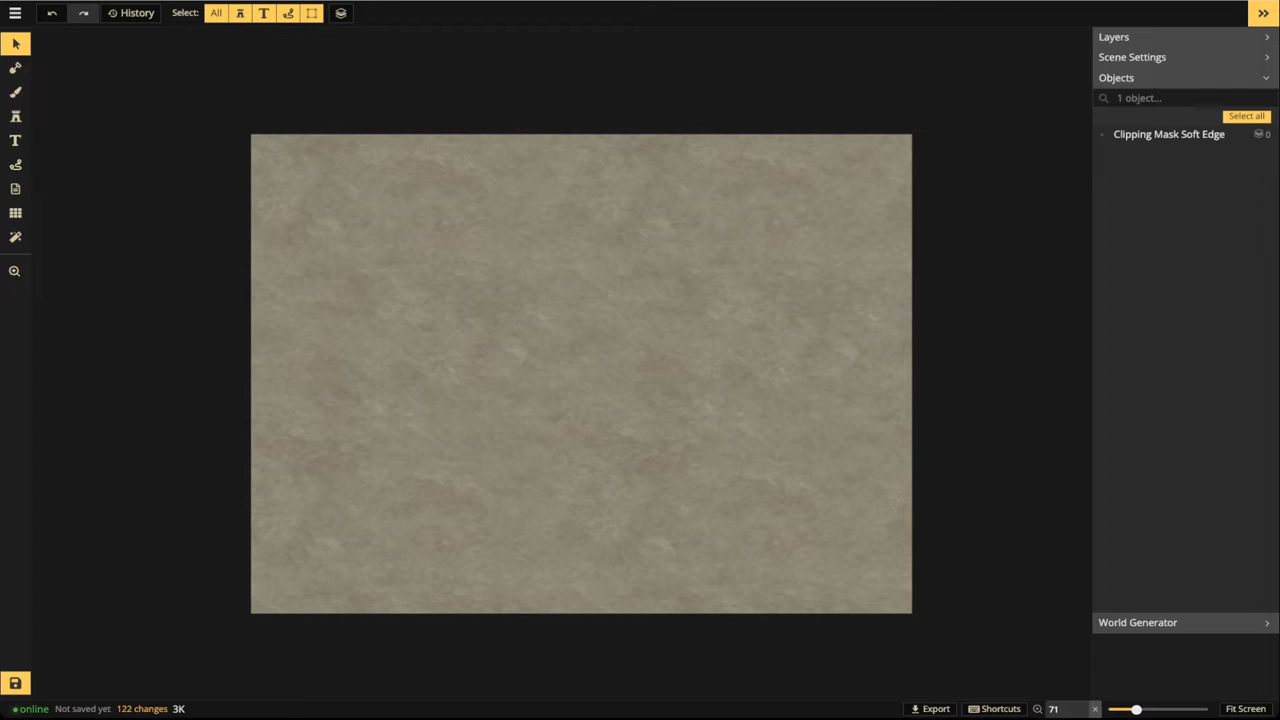 History Select: All T
Layers
Scene Settings
Objects
1 object...
Select all
Clipping Mask Soft Edge 0
T
World Generator
online Not saved yet 122 changes 3K Export Shortcuts 71 × Fit Screen